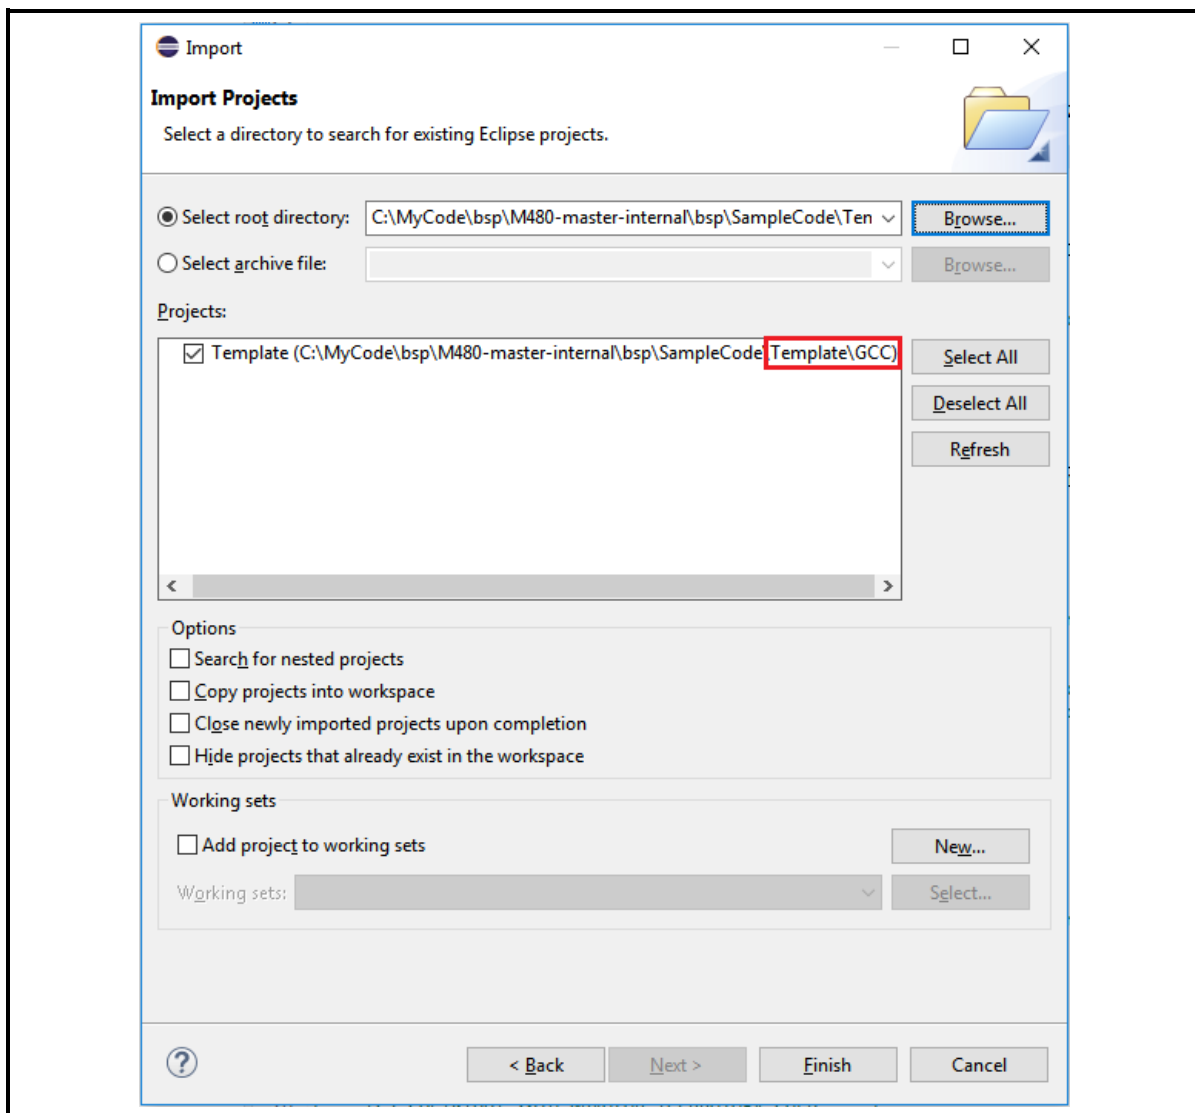 Import
Import Projects
Select a directory to search for existing Eclipse projects.
Select root directory: C:\MyCode\bsp\M480-master-internal\bsp\SampleCode\Ten Browse...
Select archive file: Browse...
Projects:
Template (C:\MyCode\bsp\M480-master-internal\bsp\SampleCode\Template\GCC) Select All
Deselect All
Refresh
Options
Search for nested projects
Copy projects into workspace
Close newly imported projects upon completion
Hide projects that already exist in the workspace
Working sets
Add project to working sets New...
Working sets: Select...
? < Back Next > Finish Cancel